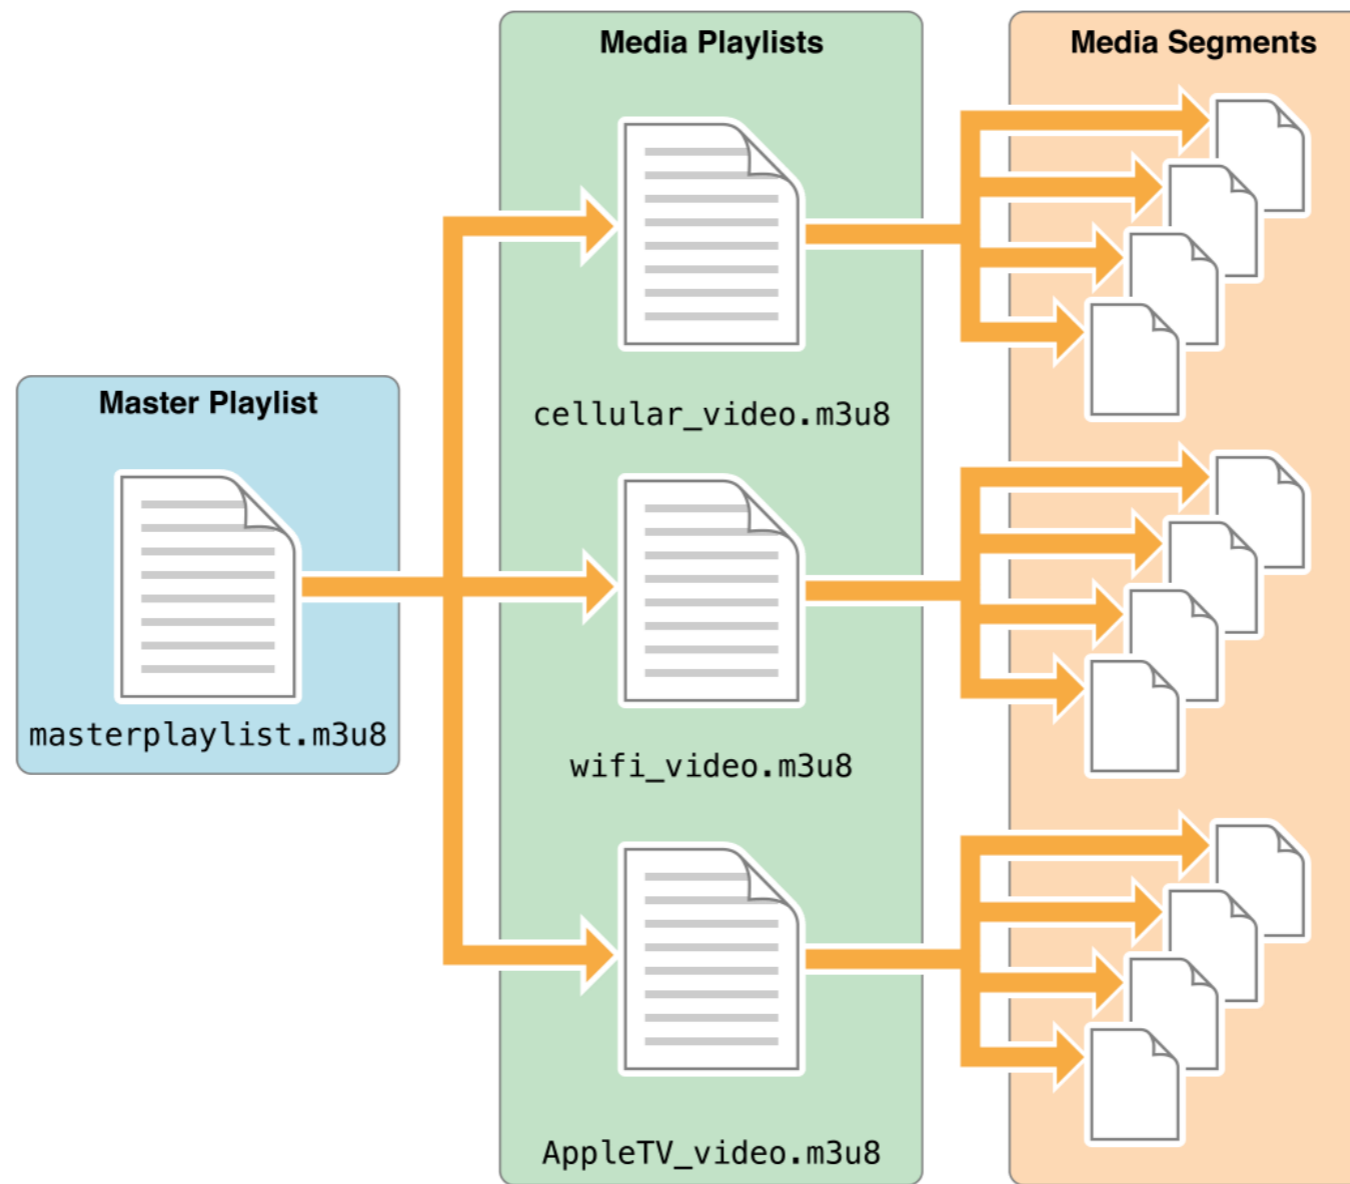 Media Playlists
Media Segments
cellular_video.m3u8
Master Playlist
masterplaylist.m3u8
wifi_video.m3u8
AppleTV_video.m3u8